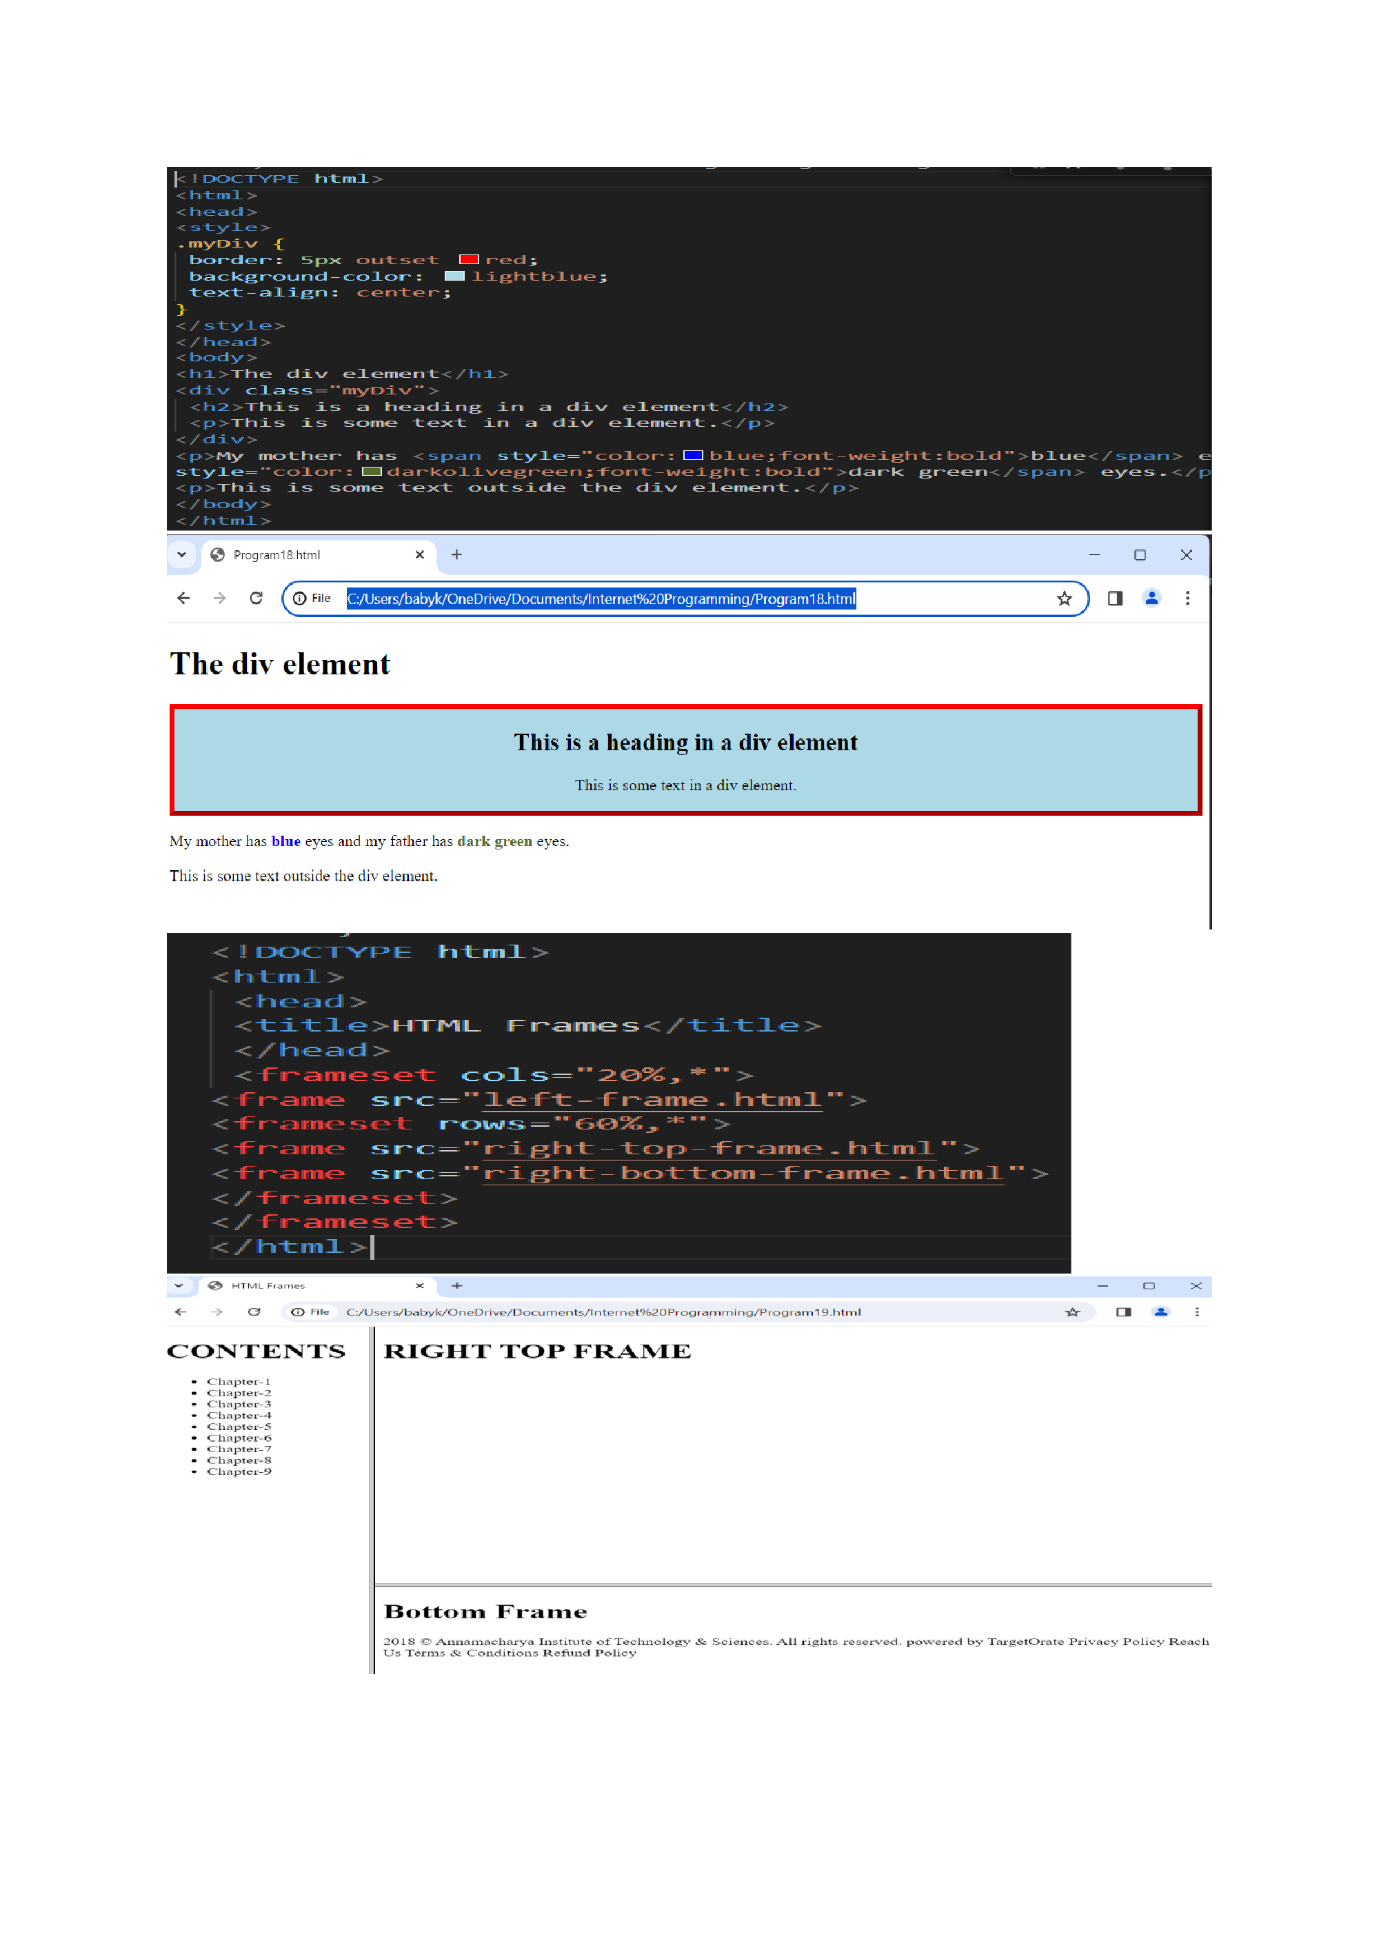 <!DOCTYPE html>
<html>
<head>
<style>
.myDiv {
border: 5px outset red;
background-color: lightblue;
text-align: center;
}
</style>
</head>
<body>
<h1>The div element</h1>
<div class="myDiv">
<h2>This is a heading in a div element</h2>
<p>This is some text in a div element.</p>
</div>
<p>My mother has <span style="color: blue;font-weight:bold">blue</span> e
style="color: darkolivegreen;font-weight:bold">dark green</span> eyes.</p
<p>This is some text outside the div element.</p>
</body>
</html>
Program18.html
File C:/Users/babyk/OneDrive/Documents/Internet%20Programming/Program18.html
The div element
This is a heading in a div element
This is some text in a div element.
My mother has blue eyes and my father has dark green eyes.
This is some text outside the div element.
<!DOCTYPE html>
<html>
<head>
<title>HTML Frames</title>
</head>
<frameset cols="20%,*">
<frame src="left-frame.html">
<frameset rows="60%,*">
<frame src="right-top-frame.html">
<frame src="right-bottom-frame.html">
</frameset>
</frameset>
</html>
HTML Frames
File C:/Users/babyk/OneDrive/Documents/Internet%20Programming/Program19.html
CONTENTS
• Chapter-1
• Chapter-2
• Chapter-3
• Chapter-4
• Chapter-5
• Chapter-6
• Chapter-7
• Chapter-8
• Chapter-9
RIGHT TOP FRAME
Bottom Frame
2018 © Annamacharya Institute of Technology & Sciences. All rights reserved. powered by TargetOrate Privacy Policy Reach
Us Terms & Conditions Refund Policy